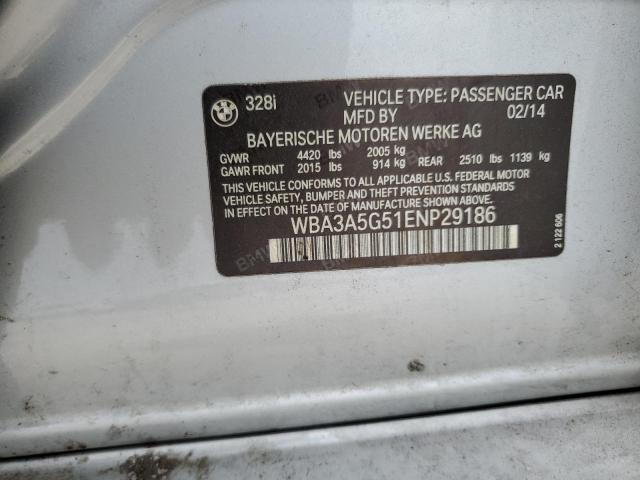 BMW 328i VEHICLE TYPE: PASSENGER CAR
MFD BY 02/14
BAYERISCHE MOTOREN WERKE AG
GVWR 4420 lbs 2005 kg
GAWR FRONT 2015 lbs 914 kg REAR 2510 lbs 1139 kg
THIS VEHICLE CONFORMS TO ALL APPLICABLE U.S. FEDERAL MOTOR
VEHICLE SAFETY, BUMPER, AND THEFT PREVENTION STANDARDS
IN EFFECT ON THE DATE OF MANUFACTURE SHOWN ABOVE.
WBA3A5G51ENP29186
2 122 606